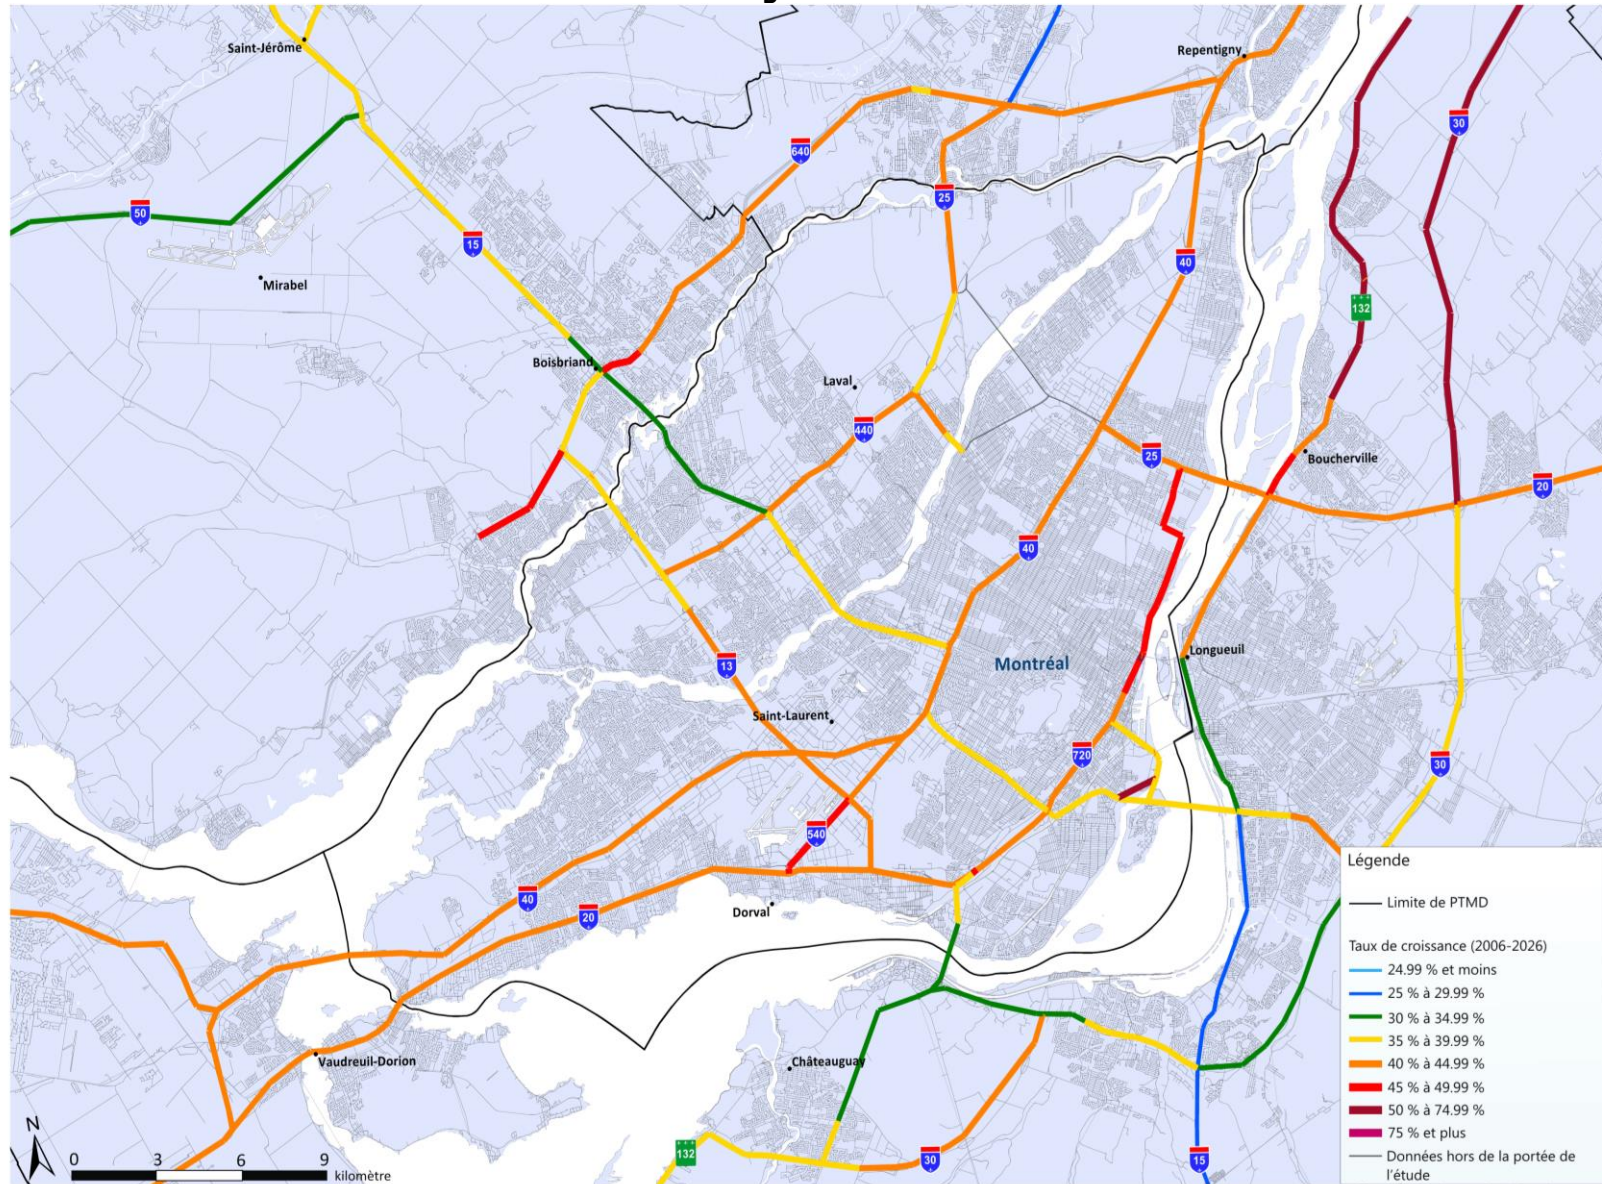 Saint-Jérôme
Repentigny
30
640
25
50
15
40
Mirabel
132
Boisbriand
Laval
440
25
Boucherville
20
40
13
Montréal
Longueuil
Saint-Laurent
720
30
540
Légende
Limite de PTMD
40
20
Dorval
Taux de croissance (2006-2026)
24.99 % et moins
25 % à 29.99 %
30 % à 34.99 %
35 % à 39.99 %
40 % à 44.99 %
45 % à 49.99 %
50 % à 74.99 %
75 % et plus
Données hors de la portée de
l'étude
Vaudreuil-Dorion
Châteauguay
N
0 3 6 9
kilomètre
132
30
15